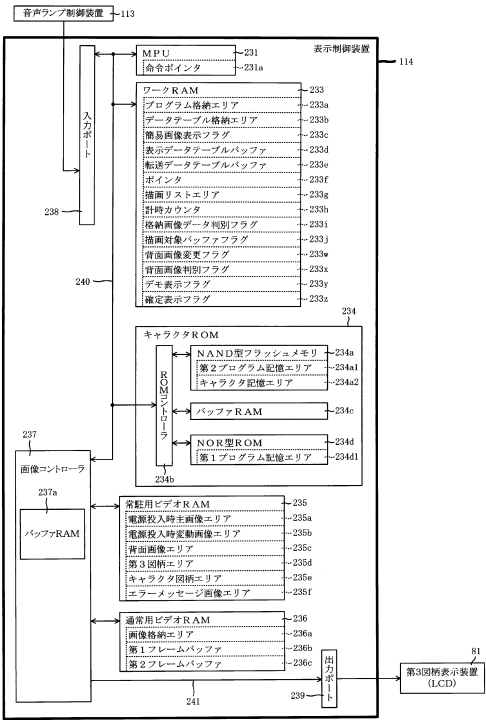 音声ランプ制御装置
113
表示制御装置
114
MPU
231
命令ポインタ
231a
入力ポート
238
ワークRAM
233
プログラム格納エリア
233a
データテーブル格納エリア
233b
簡易画像表示フラグ
233c
表示データテーブルバッファ
233d
転送データテーブルバッファ
233e
ポインタ
233f
描画リストエリア
233g
計時カウンタ
233h
格納画像データ判別フラグ
233i
描画対象バッファフラグ
233j
背面画像変更フラグ
233w
背面画像判別フラグ
233x
デモ表示フラグ
233y
確定表示フラグ
233z
240
234
キャラクタROM
ROMコントローラ
234b
NAND型フラッシュメモリ
234a
第2プログラム記憶エリア
234a1
キャラクタ記憶エリア
234a2
バッファRAM
234c
NOR型ROM
234d
第1プログラム記憶エリア
234d1
237
画像コントローラ
237a
バッファRAM
常駐用ビデオRAM
235
電源投入時主画像エリア
235a
電源投入時変動画像エリア
235b
背面画像エリア
235c
第3図柄エリア
235d
キャラクタ図柄エリア
235e
エラーメッセージ画像エリア
235f
通常用ビデオRAM
236
画像格納エリア
236a
第1フレームバッファ
236b
第2フレームバッファ
236c
241
出力ポート
239
81
第3図柄表示装置
(LCD)